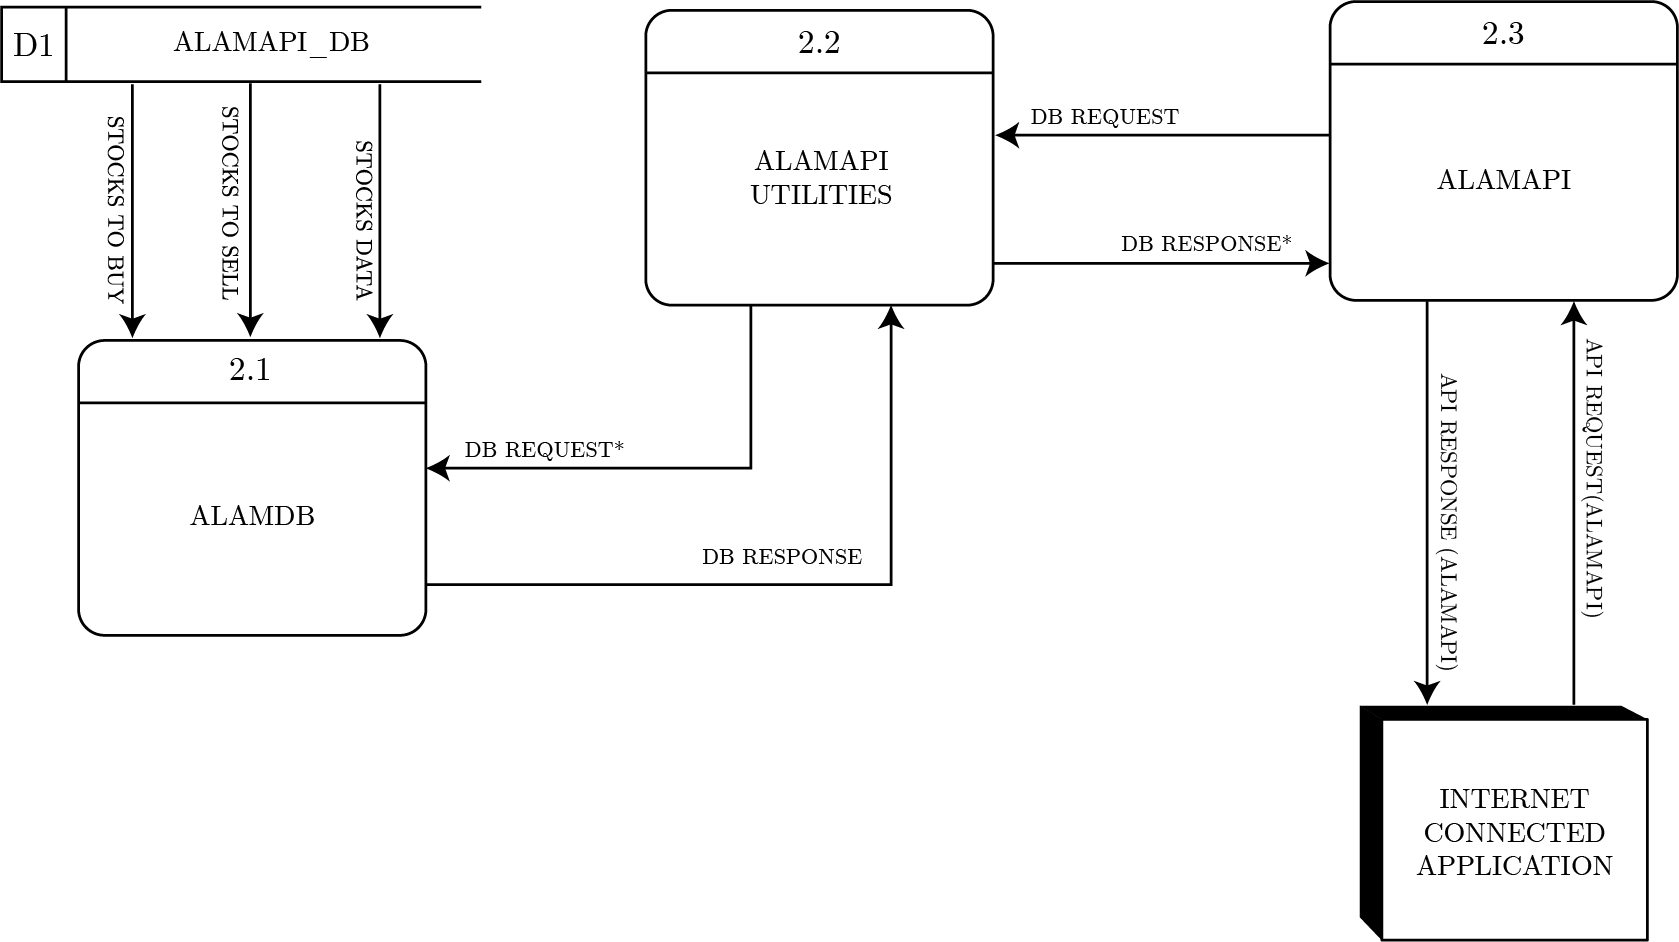 D1
ALAMAPI_DB
STOCKS TO BUY
STOCKS TO SELL
STOCKS DATA
2.1
ALAMDB
2.2
ALAMAPI
UTILITIES
DB REQUEST*
DB RESPONSE
DB REQUEST
DB RESPONSE*
2.3
ALAMAPI
API RESPONSE (ALAMAPI)
API REQUEST(ALAMAPI)
INTERNET
CONNECTED
APPLICATION